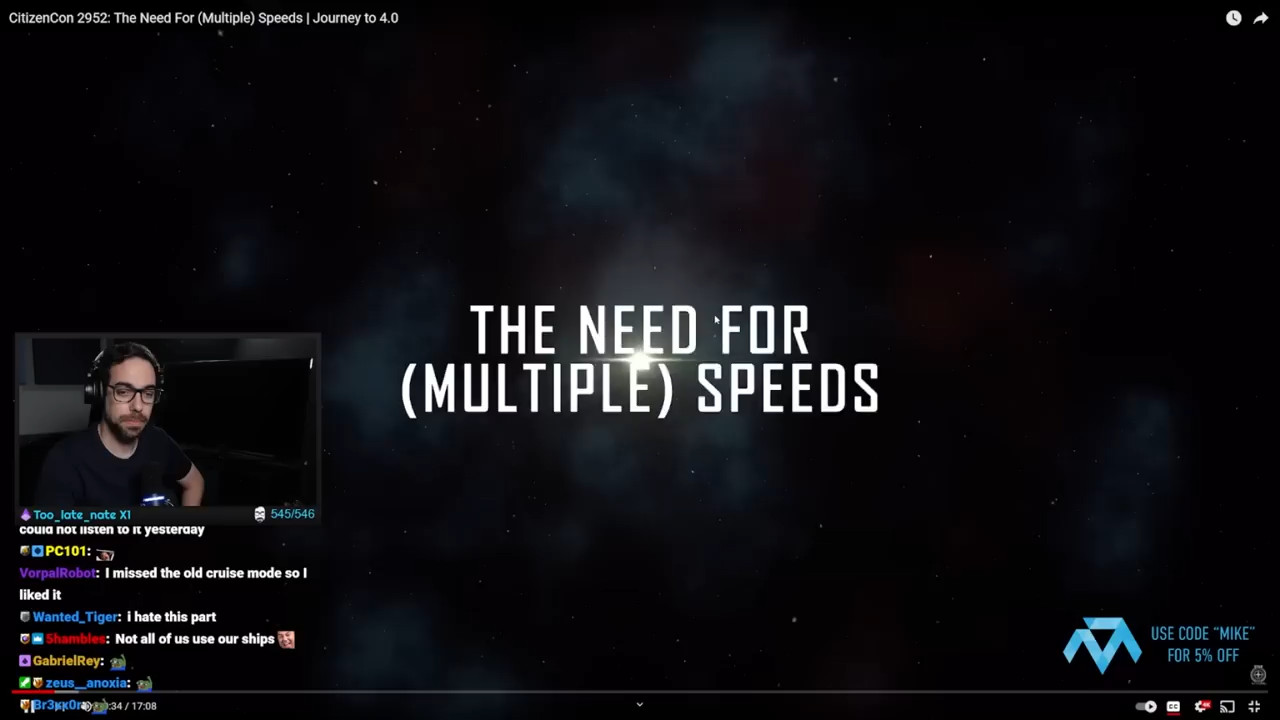 CitizenCon 2952: The Need For (Multiple) Speeds | Journey to 4.0
THE NEED FOR
(MULTIPLE) SPEEDS
Too_late_nate X1
545/546
could not listen to it yesterday
PC101:
VorpalRobot: I missed the old cruise mode so I
liked it
Wanted_Tiger: i hate this part
Shambles: Not all of us use our ships
GabrielRey:
zeus__anoxia:
:34 / 17:08
USE CODE "MIKE"
FOR 5% OFF
CC